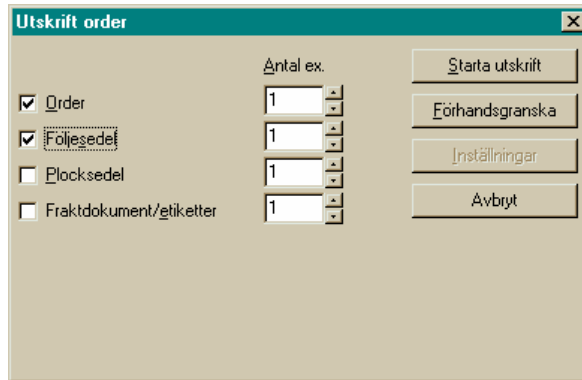 Utskrift order
Antal ex.
Starta utskrift
Order
1
Förhandsgranska
Följesedel
1
Inställningar
Plocksedel
1
Avbryt
Fraktdokument/etiketter
1